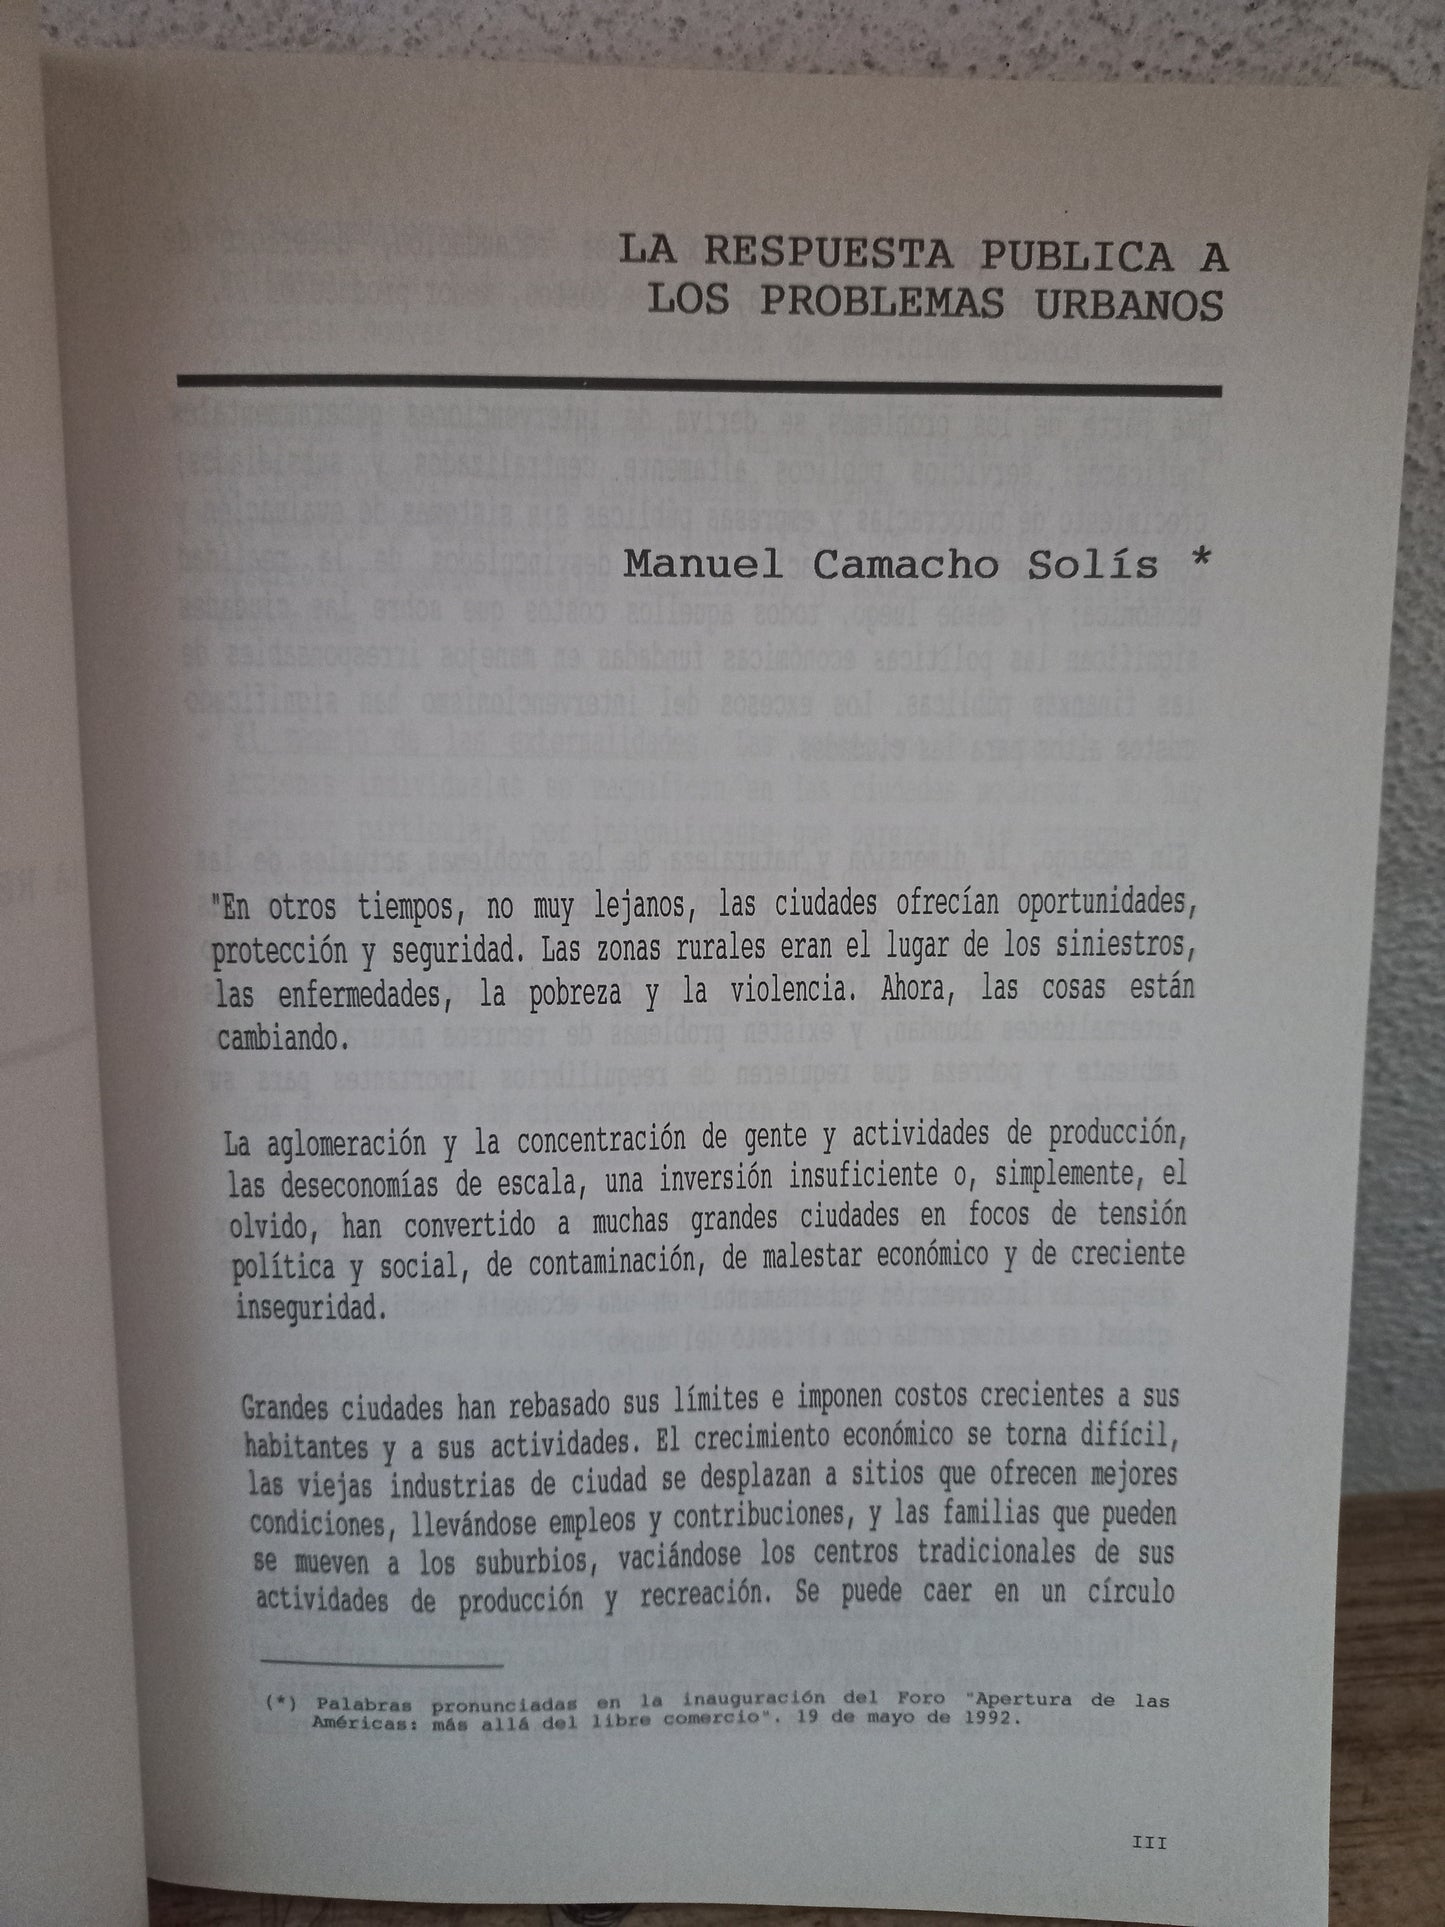 LA RESPUESTA PUBLICA A
LOS PROBLEMAS URBANOS
Manuel Camacho Solís *
"En otros tiempos, no muy lejanos, las ciudades ofrecían oportunidades,
protección y seguridad. Las zonas rurales eran el lugar de los siniestros,
las enfermedades, la pobreza y la violencia. Ahora, las cosas están
cambiando.
La aglomeración y la concentración de gente y actividades de producción,
las deseconomías de escala, una inversión insuficiente o, simplemente, el
olvido, han convertido a muchas grandes ciudades en focos de tensión
política y social, de contaminación, de malestar económico y de creciente
inseguridad.
Grandes ciudades han rebasado sus límites e imponen costos crecientes a sus
habitantes y a sus actividades. El crecimiento económico se torna difícil,
las viejas industrias de ciudad se desplazan a sitios que ofrecen mejores
condiciones, llevándose empleos y contribuciones, y las familias que pueden
se mueven a los suburbios, vaciándose los centros tradicionales de sus
actividades de producción y recreación. Se puede caer en un círculo
(*) Palabras pronunciadas en la inauguración del Foro "Apertura de las
Américas: más allá del libre comercio". 19 de mayo de 1992.
III